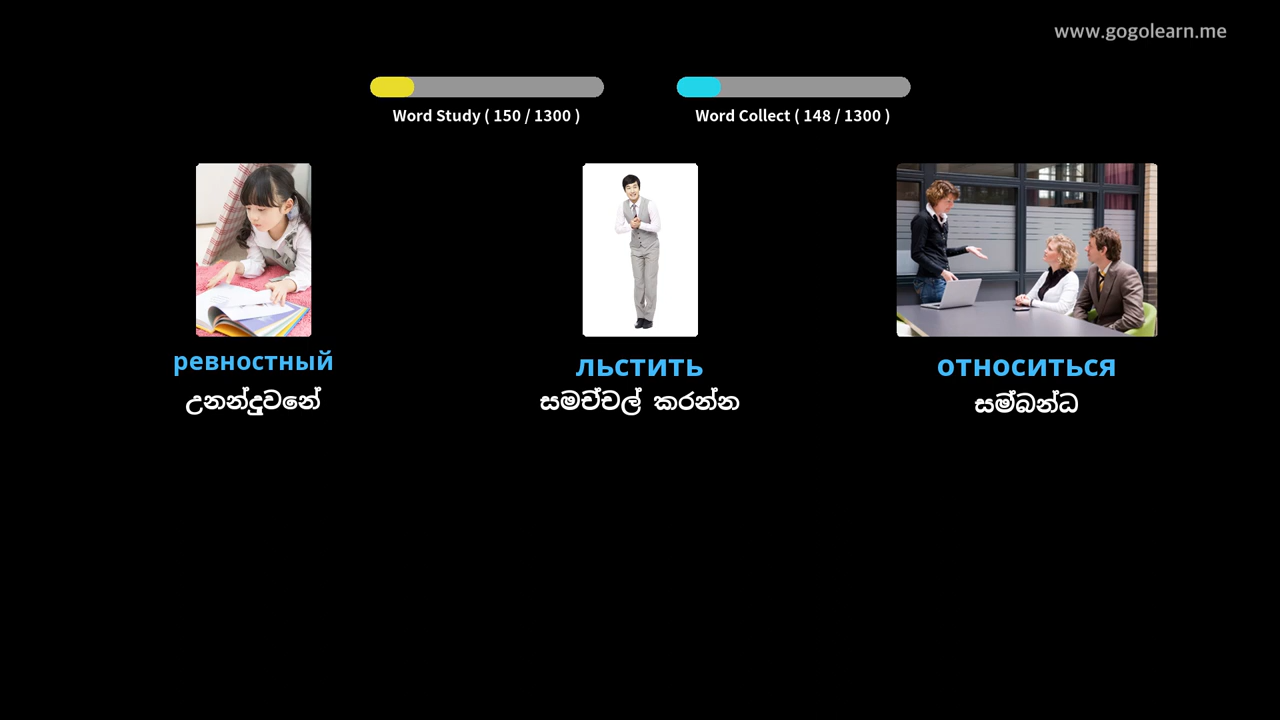 www.gogolearn.me
Word Study ( 150 / 1300 )
Word Collect ( 148 / 1300 )
ревностный
උනන්දුවනේ
льстить
සමච්චල් කරන්න
относиться
සම්බන්ධ